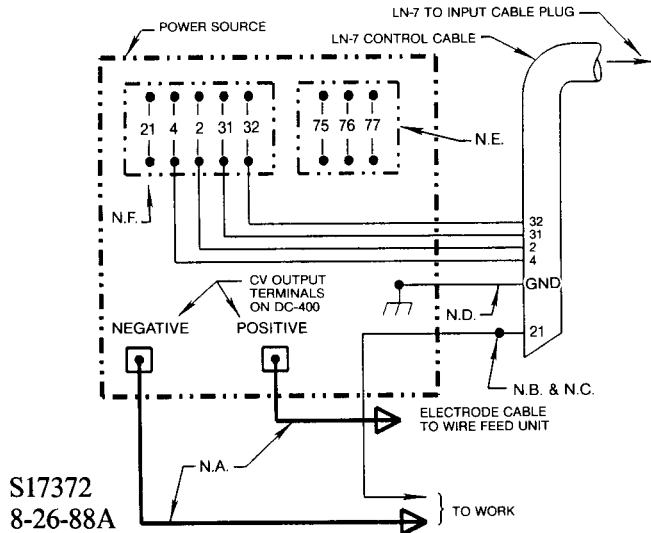 LN-7 TO INPUT CABLE PLUG
POWER SOURCE
LN-7 CONTROL CABLE
21 4 2 31 32
75 76 77
N.E.
N.F.
32
31
2
4
GND
N.D.
21
N.B. & N.C.
CV OUTPUT
TERMINALS
ON DC-400
NEGATIVE
POSITIVE
ELECTRODE CABLE
TO WIRE FEED UNIT
N.A.
TO WORK
S17372
8-26-88A